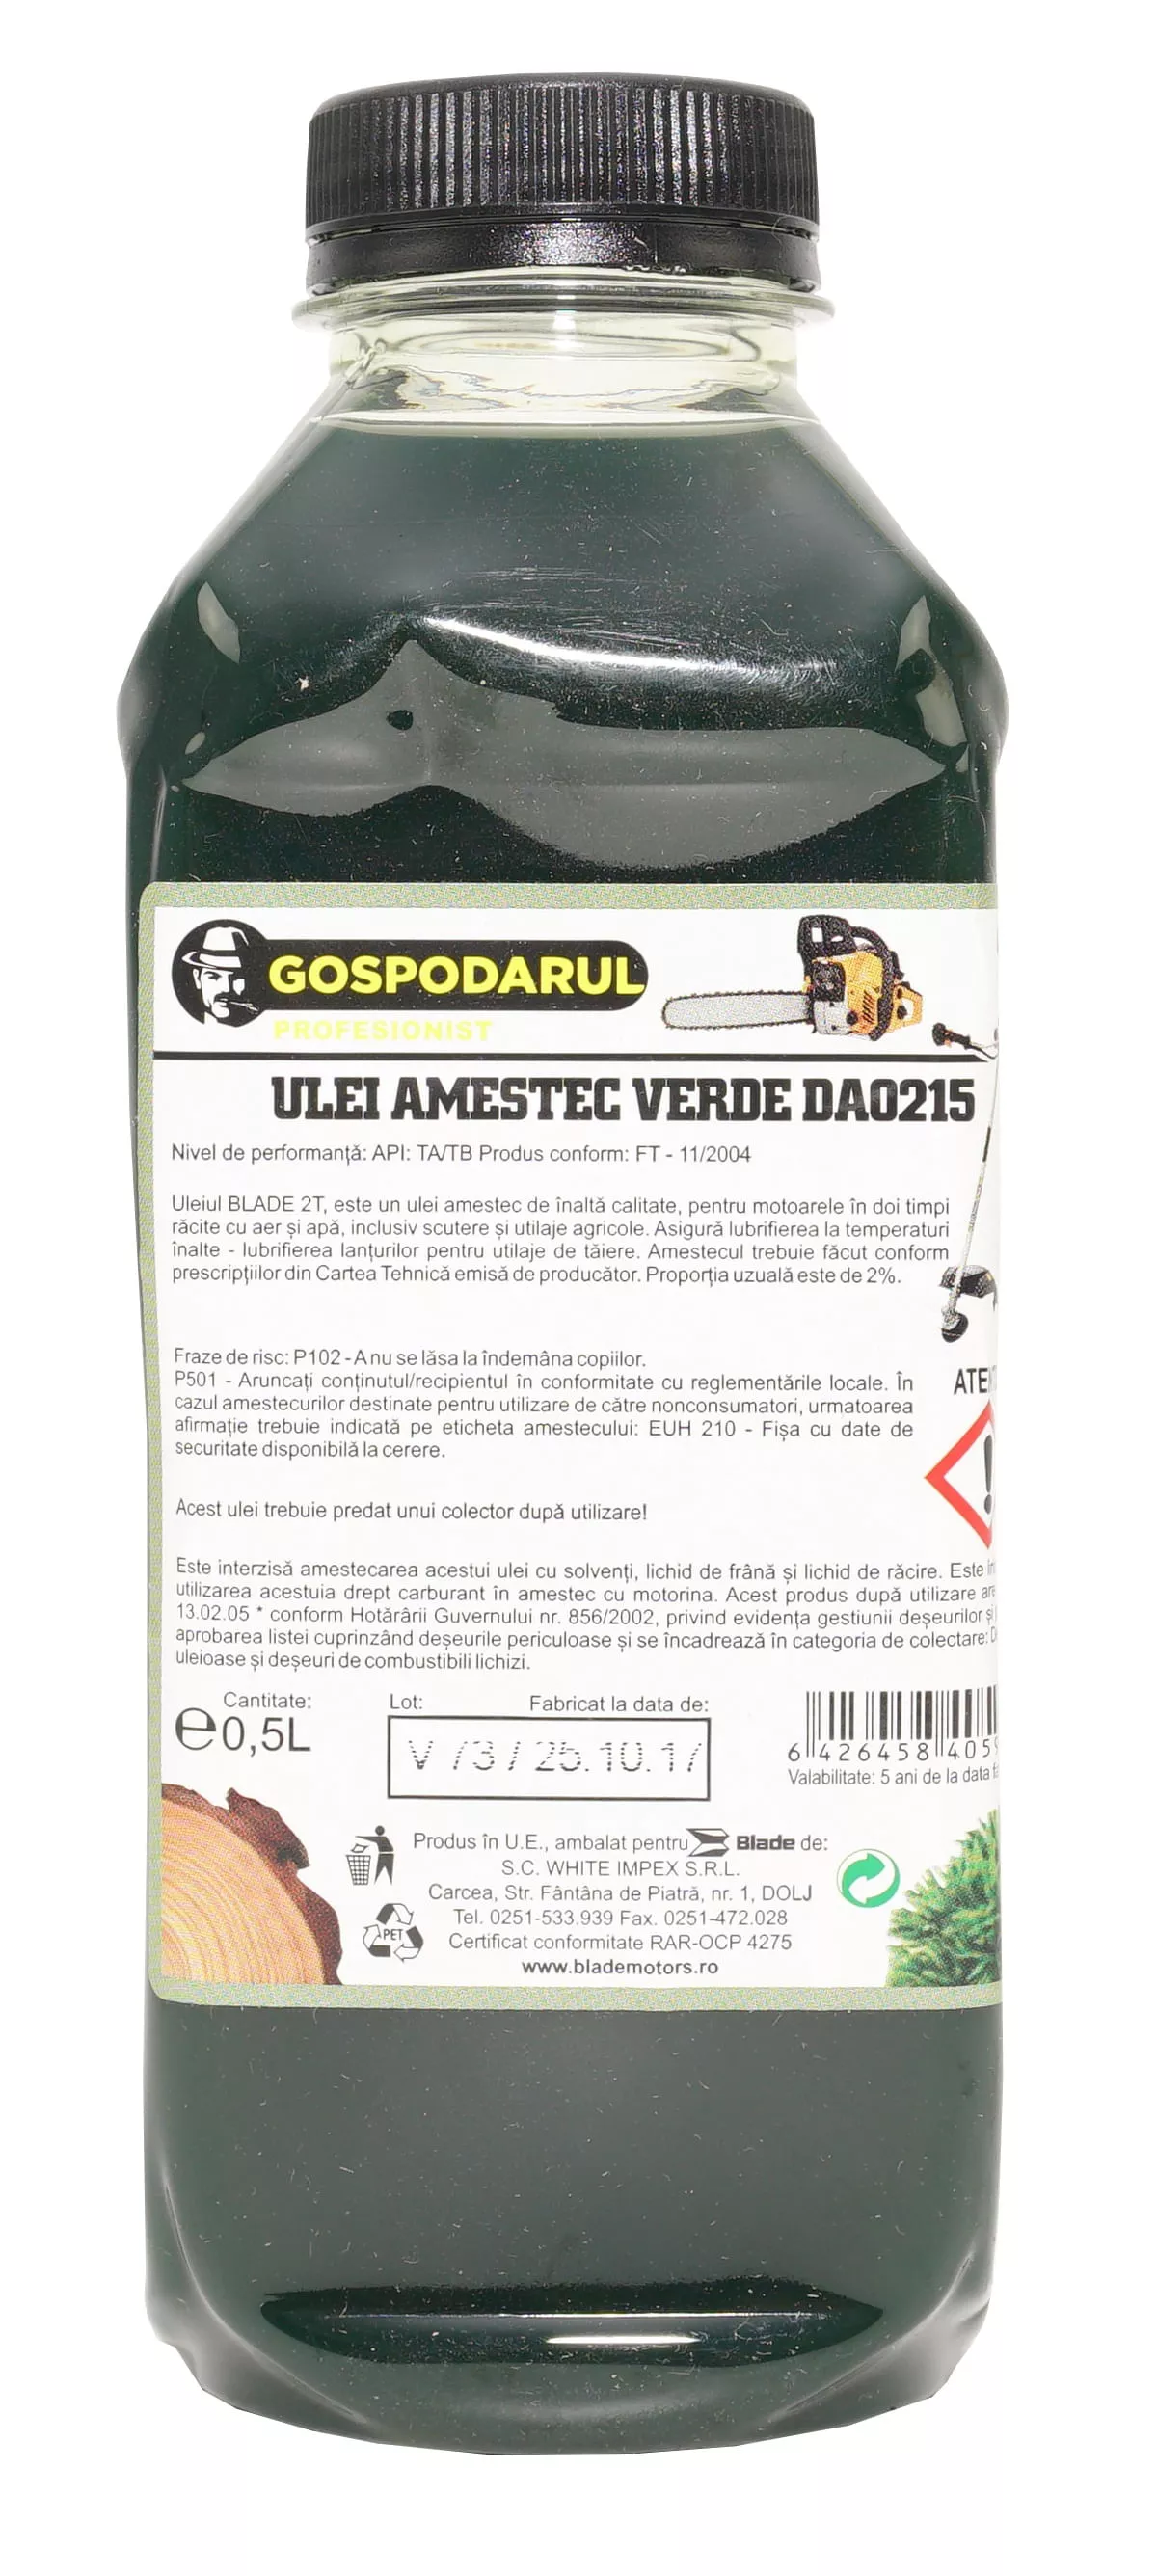 GOSPODARUL
PROFESIONIST
ULEI AMESTEC VERDE DA0215
Nivel de performanță: API: TA/TB Produs conform: FT - 11/2004
Uleiul BLADE 2T, este un ulei amestec de înaltă calitate, pentru motoarele în doi timpi
răcite cu aer și apă, inclusiv scutere și utilaje agricole. Asigură lubrifierea la temperaturi
înalte - lubrifierea lanțurilor pentru utilaje de tăiere. Amestecul trebuie făcut conform
prescripțiilor din Cartea Tehnică emisă de producător. Proporția uzuală este de 2%.
Fraze de risc: P102 - A nu se lăsa la îndemâna copiilor.
P501 - Aruncați conținutul/recipientul în conformitate cu reglementările locale. În
cazul amestecurilor destinate pentru utilizare de către nonconsumatori, urmatoarea
afirmație trebuie indicată pe eticheta amestecului: EUH 210 - Fișa cu date de
securitate disponibilă la cerere.
Acest ulei trebuie predat unui colector după utilizare!
Este interzisă amestecarea acestui ulei cu solvenți, lichid de frână și lichid de răcire. Este
utilizarea acestuia drept carburant în amestec cu motorina. Acest produs după utilizare are
13.02.05 * conform Hotărârii Guvernului nr. 856/2002, privind evidența gestiunii deșeurilor și
aprobarea listei cuprinzând deșeurile periculoase și se încadrează în categoria de colectare:
uleioase și deșeuri de combustibili lichizi.
Cantitate:
℮0,5L
Lot: Fabricat la data de:
V /73 / 25.10.17
6 426458 405
Valabilitate: 5 ani de la data
Produs în U.E., ambalat pentru Blade de:
S.C. WHITE IMPEX S.R.L.
Carcea, Str. Fântâna de Piatră, nr. 1, DOLJ
Tel. 0251-533.939 Fax. 0251-472.028
Certificat conformitate RAR-OCP 4275
www.blademotors.ro
PET